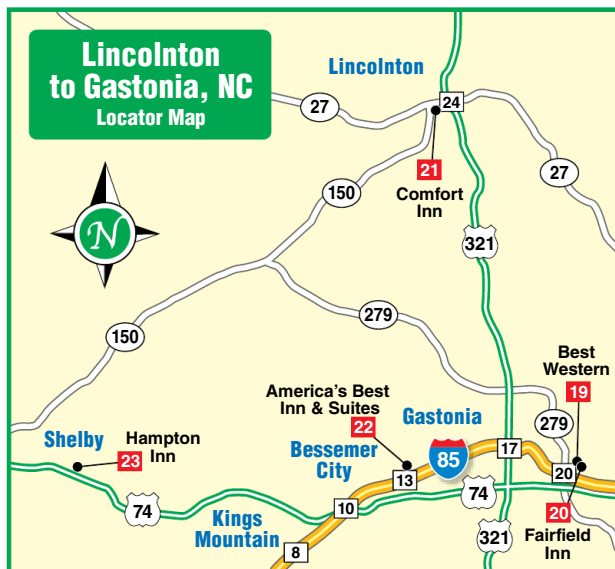 Lincolnton
to Gastonia, NC
Locator Map
Lincolnton
27
24
21
Comfort
Inn
27
150
N
321
279
150
Best
Western
19
America's Best
Inn & Suites
22
Gastonia
279
Shelby
Hampton
Inn
23
Bessemer
City
85
17
13
20
74
74
10
Kings
Mountain
20
Fairfield
Inn
321
8